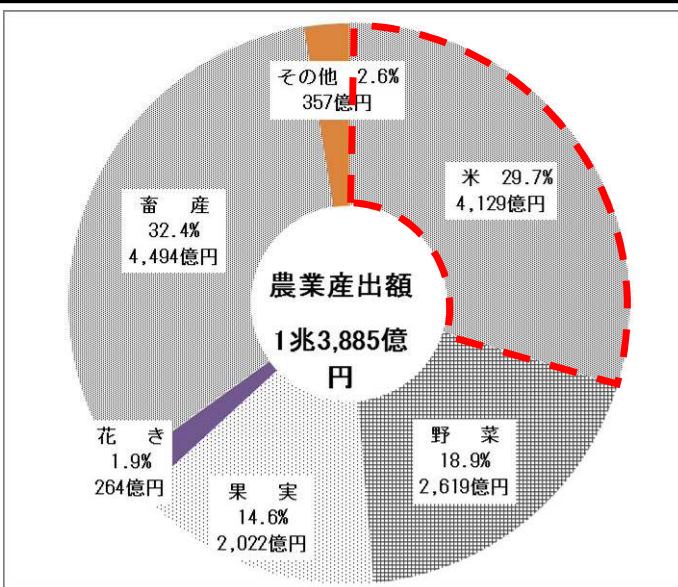 その他 2.6%
357億円
米 29.7%
4,129億円
畜 産
32.4%
4,494億円
農業産出額
1兆3,885億
円
野 菜
18.9%
2,619億円
花 き
1.9%
264億円
果 実
14.6%
2,022億円